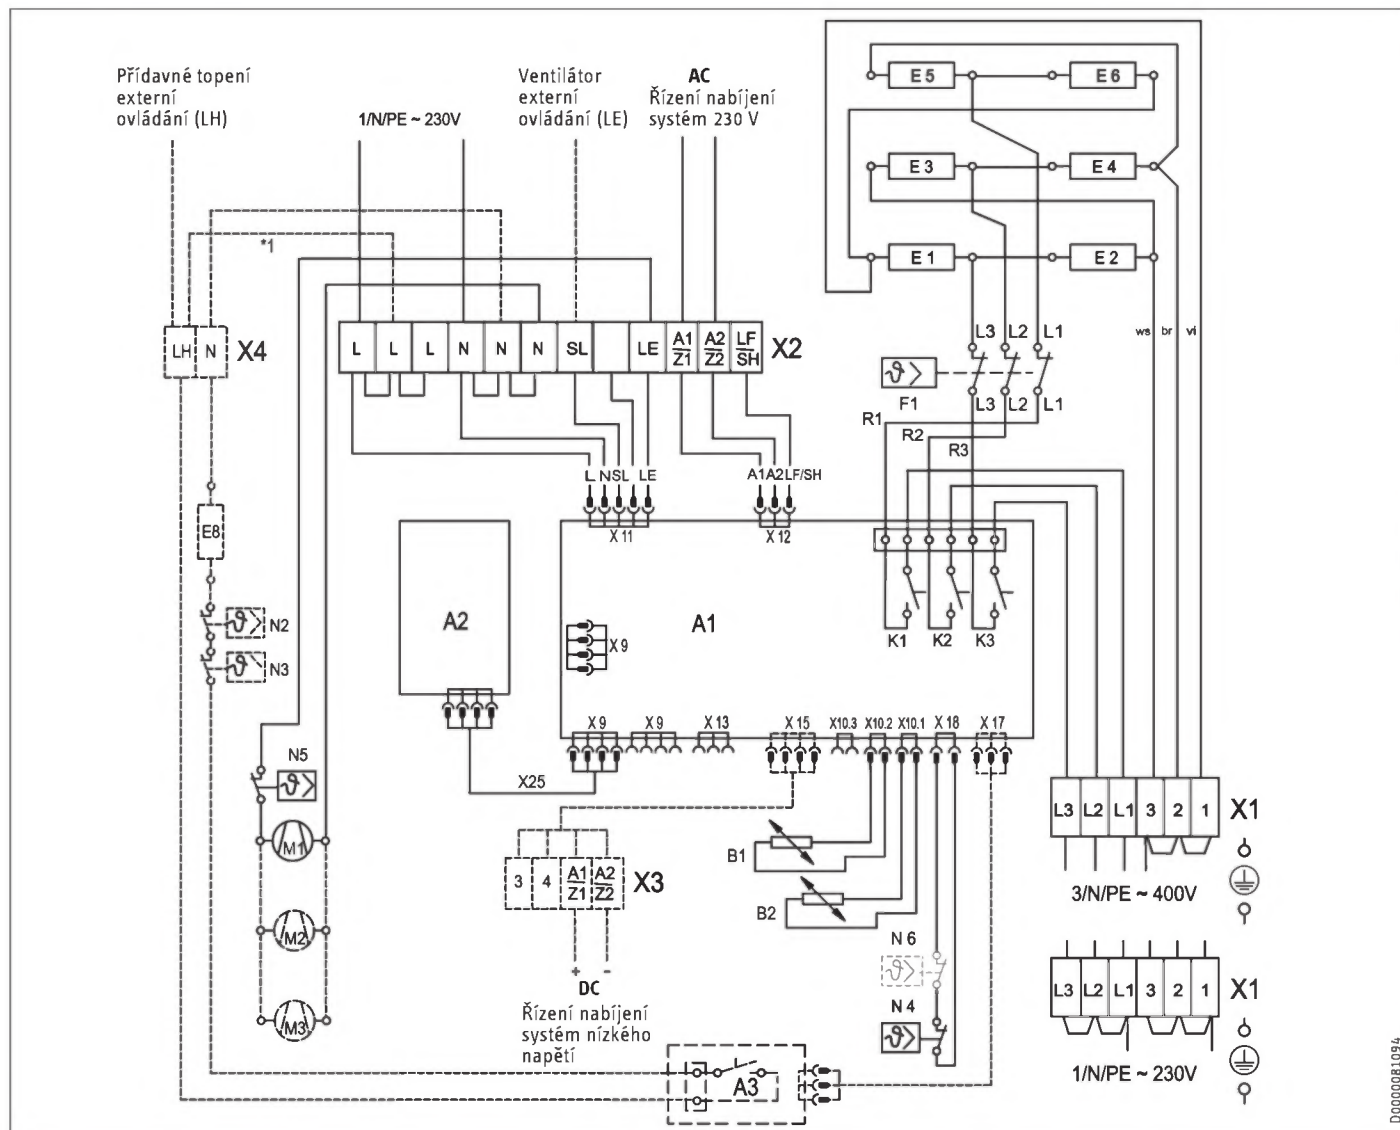 Přídavné topení
externí
ovládání (LH)
1/N/PE ~ 230V
Ventilátor
externí
ovládání (LE)
AC
Řízení nabíjení
systém 230 V
E 5
E 6
E 3
E 4
E 1
E 2
*1
LH N X4
L L L N N N SL LE A1/Z1 A2/Z2 LF/SH X2
L3 L2 L1
ws br vi
F1
L3 L2 L1
R1
R2
R3
L N SL LE
A1 A2 LF/SH
X 11
X 12
E8
A2
A1
N2
N3
X 9
K1 K2 K3
X 9 X 9 X 13 X 15 X10.3 X10.2 X10.1 X 18 X 17
N5
X25
M1
M2
M3
3 4 A1/Z1 A2/Z2 X3
+ -
DC
Řízení nabíjení
systém nízkého
napětí
B1
B2
N 6
N 4
A3
L3 L2 L1 3 2 1 X1
3/N/PE ~ 400V
L3 L2 L1 3 2 1 X1
1/N/PE ~ 230V
D0000081094